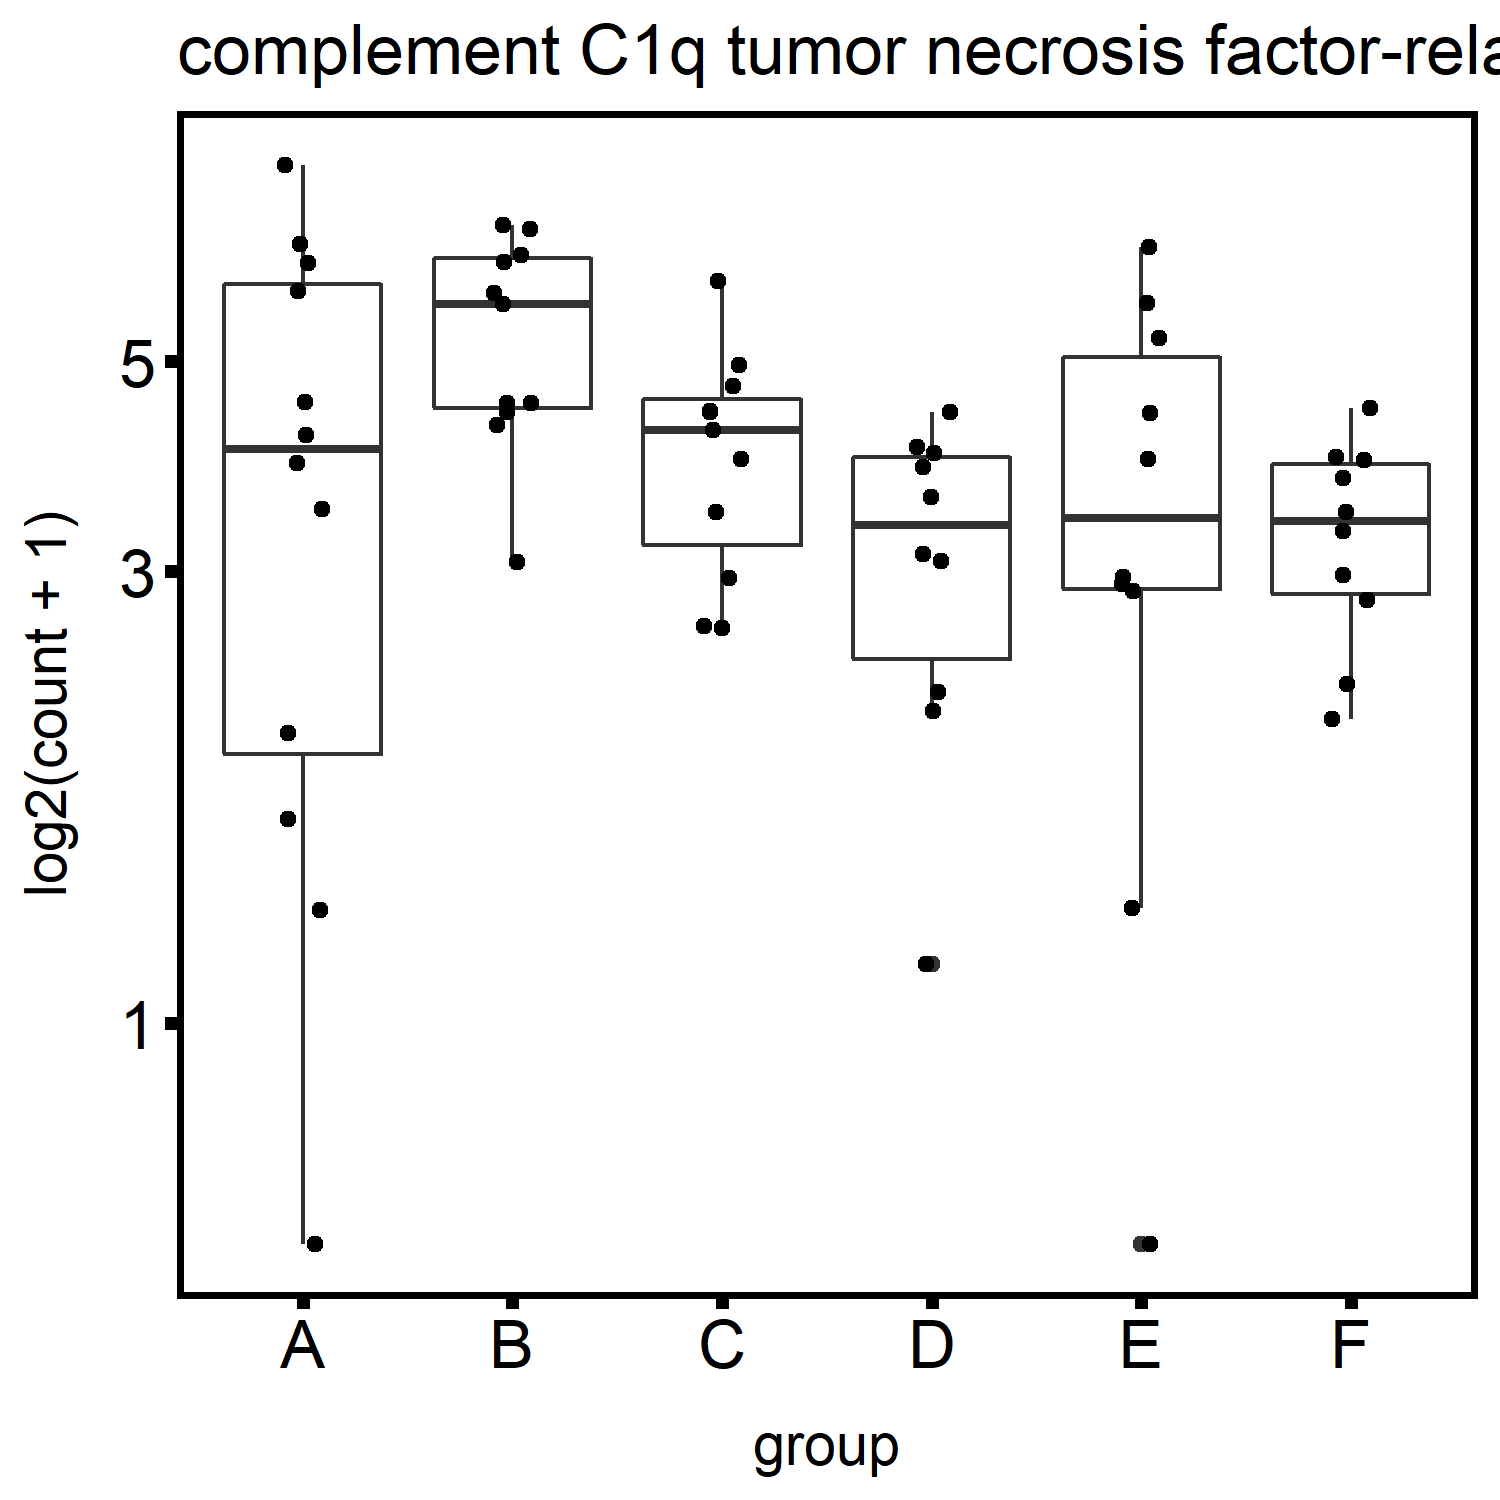 complement C1q tumor necrosis factor-rela
log2(count + 1)
5
3
1
A B C D E F
group